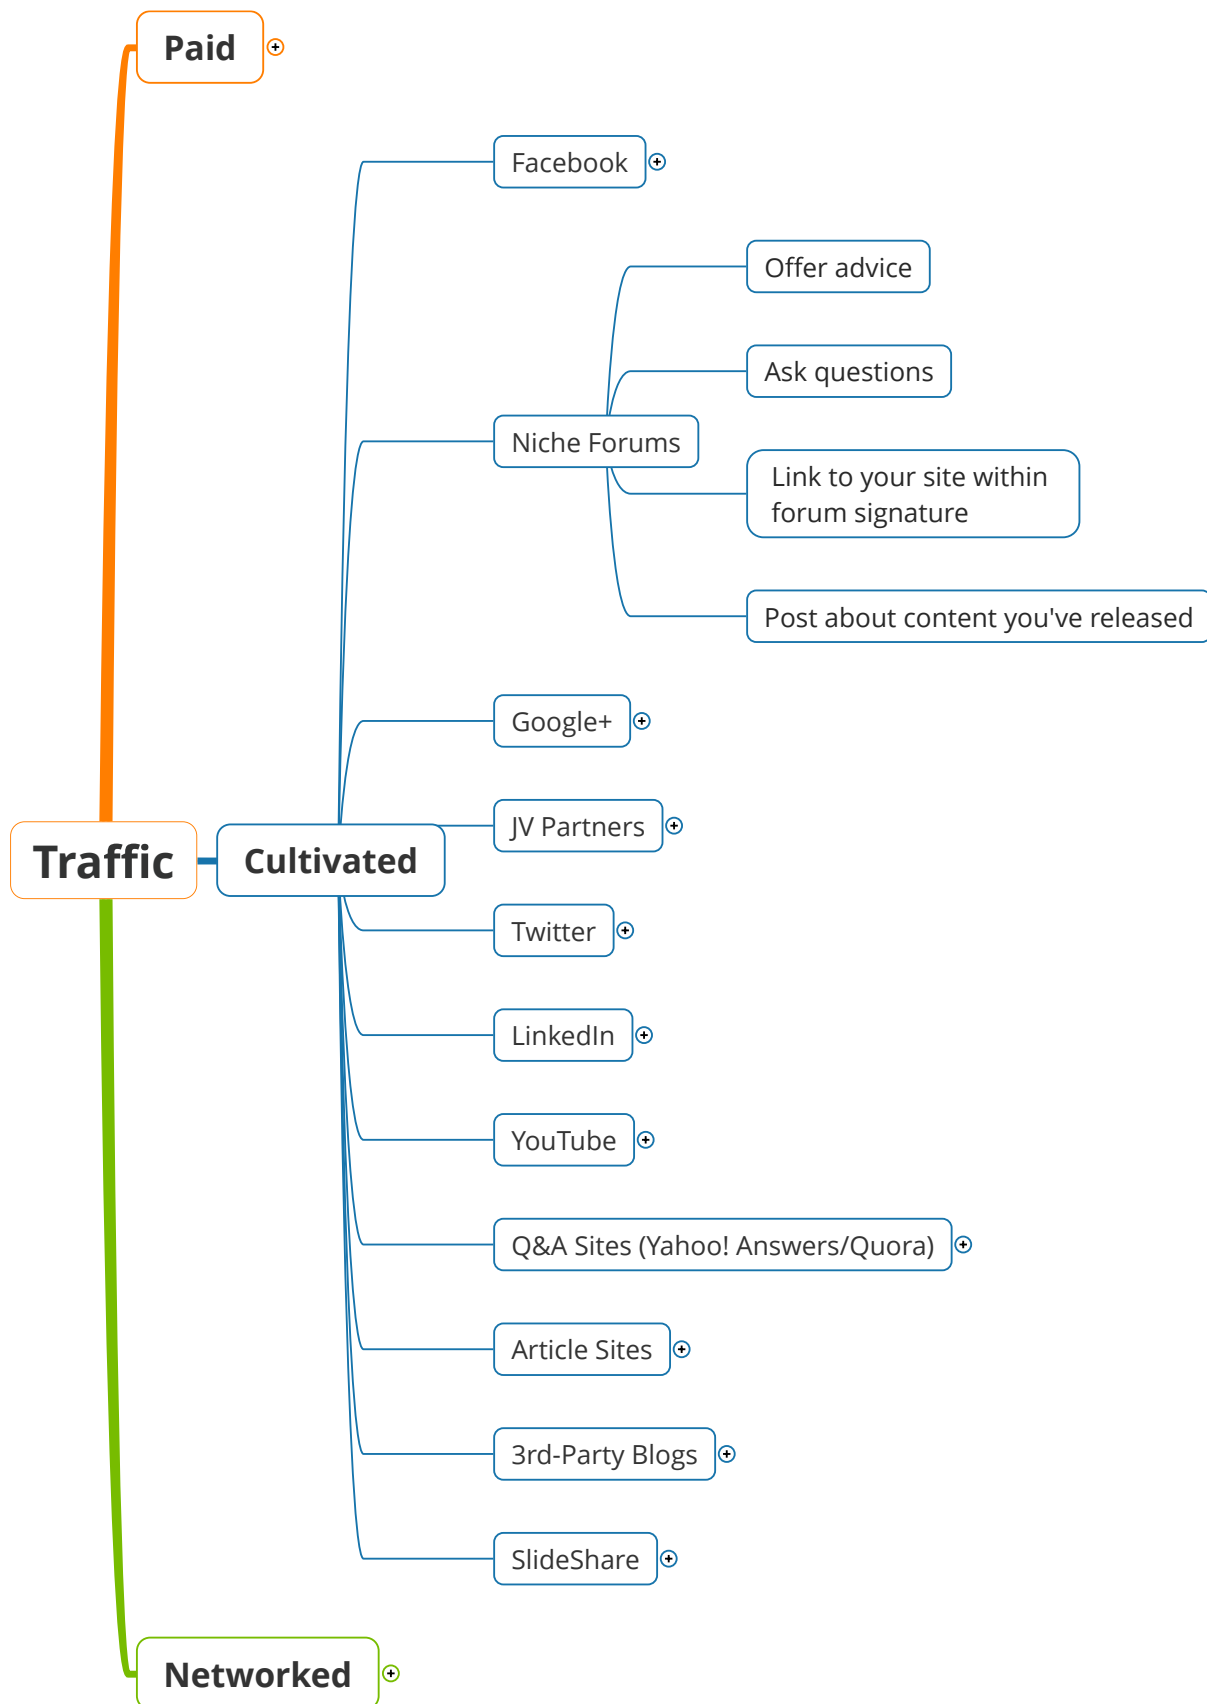 Paid
Facebook
Offer advice
Ask questions
Niche Forums
Link to your site within
forum signature
Post about content you've released
Google+
JV Partners
Traffic
Cultivated
Twitter
LinkedIn
YouTube
Q&A Sites (Yahoo! Answers/Quora)
Article Sites
3rd-Party Blogs
SlideShare
Networked